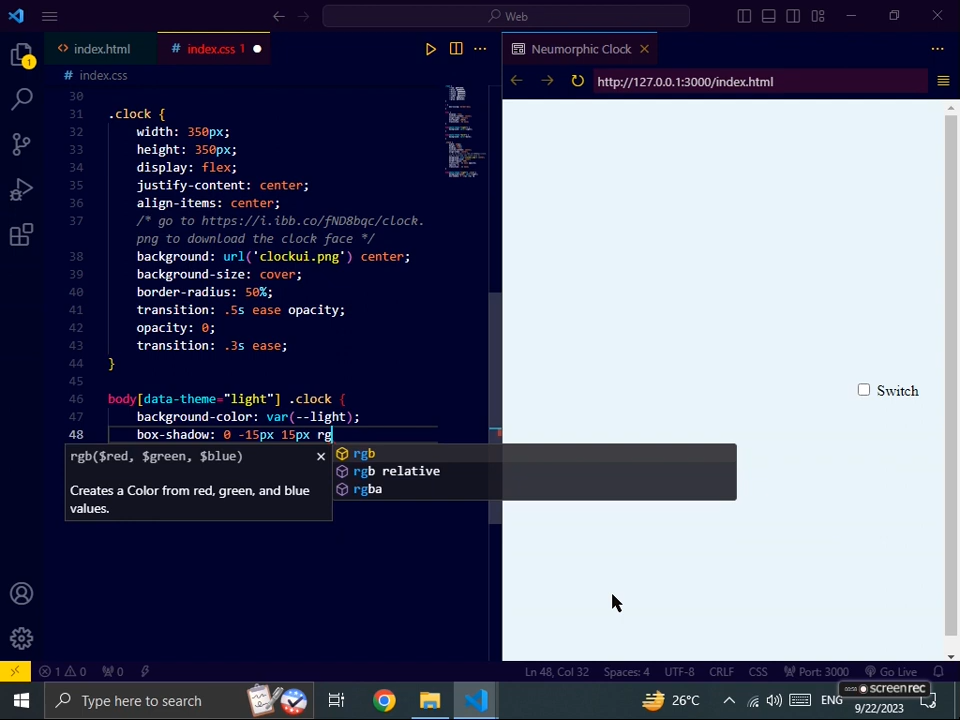 Web
index.html
index.css 1
Neumorphic Clock
index.css
http://127.0.0.1:3000/index.html
30
31 .clock {
32 width: 350px;
33 height: 350px;
34 display: flex;
35 justify-content: center;
36 align-items: center;
37 /* go to https://i.ibb.co/fND8bqc/clock.
png to download the clock face */
38 background: url('clockui.png') center;
39 background-size: cover;
40 border-radius: 50%;
41 transition: .5s ease opacity;
42 opacity: 0;
43 transition: .3s ease;
44 }
45
46 body[data-theme="light"] .clock {
47 background-color: var(--light);
48 box-shadow: 0 -15px 15px rg
rgb($red, $green, $blue)
Creates a Color from red, green, and blue
values.
rgb
rgb relative
rgba
Switch
1
1 0 0
Ln 48, Col 32 Spaces: 4 UTF-8 CRLF CSS Port: 3000 Go Live
Type here to search
26°C
ENG
screen rec
9/22/2023